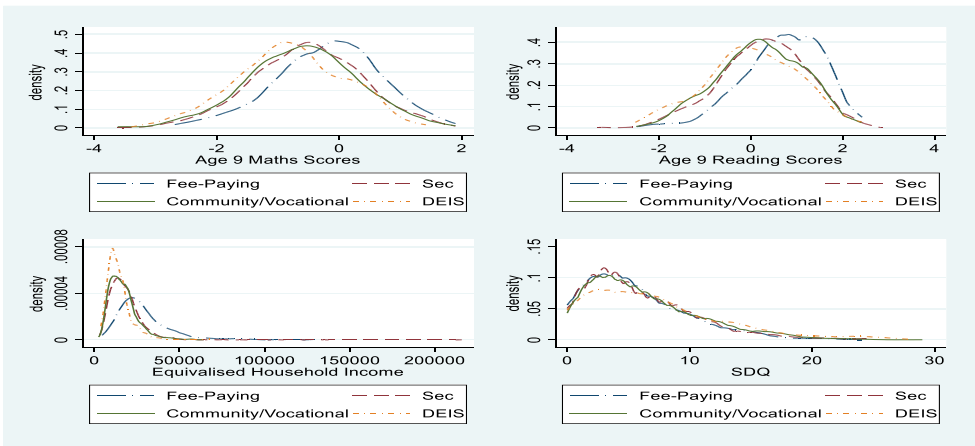 density
0 .1 .2 .3 .4 .5
-4 -2 0 2
Age 9 Maths Scores
Fee-Paying Sec
Community/Vocational DEIS
density
0 .1 .2 .3 .4
-4 -2 0 2 4
Age 9 Reading Scores
Fee-Paying Sec
Community/Vocational DEIS
density
0 .00004 .00008
0 50000 100000 150000 200000
Equivalised Household Income
Fee-Paying Sec
Community/Vocational DEIS
density
0 .05 .1 .15
0 10 20 30
SDQ
Fee-Paying Sec
Community/Vocational DEIS